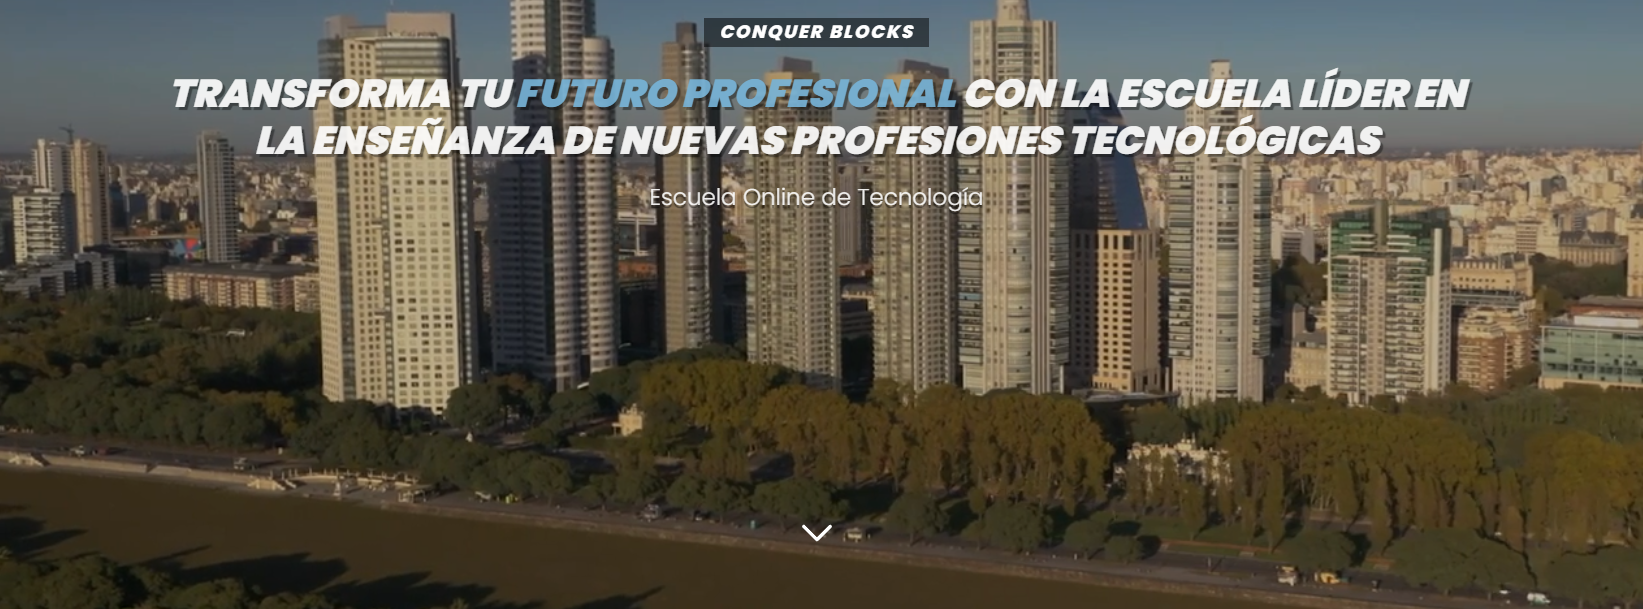 CONQUER BLOCKS
TRANSFORMA TU FUTURO PROFESIONAL CON LA ESCUELA LÍDER EN
LA ENSEÑANZA DE NUEVAS PROFESIONES TECNOLÓGICAS
Escuela Online de Tecnología